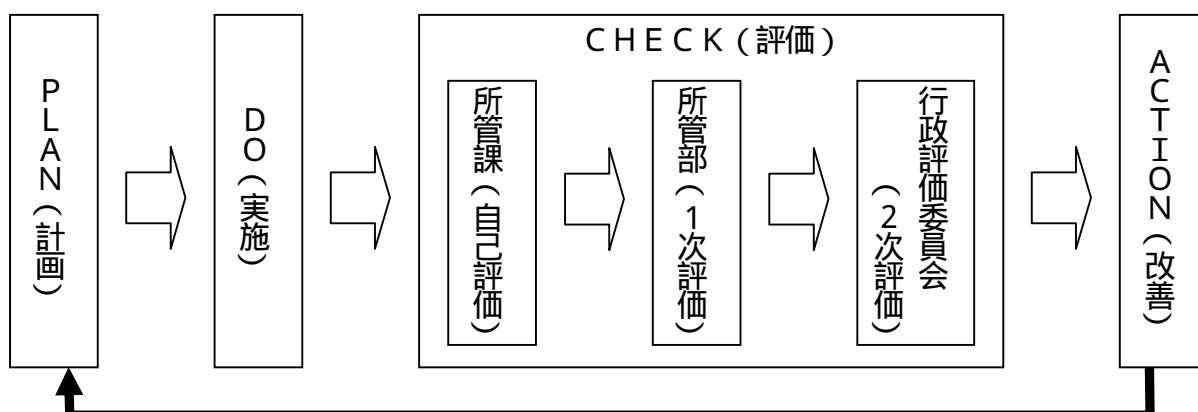 PLAN（計画）
DO（実施）
CHECK（評価）
所管課（自己評価）
所管部（1次評価）
行政評価委員会
（2次評価）
ACTION（改善）